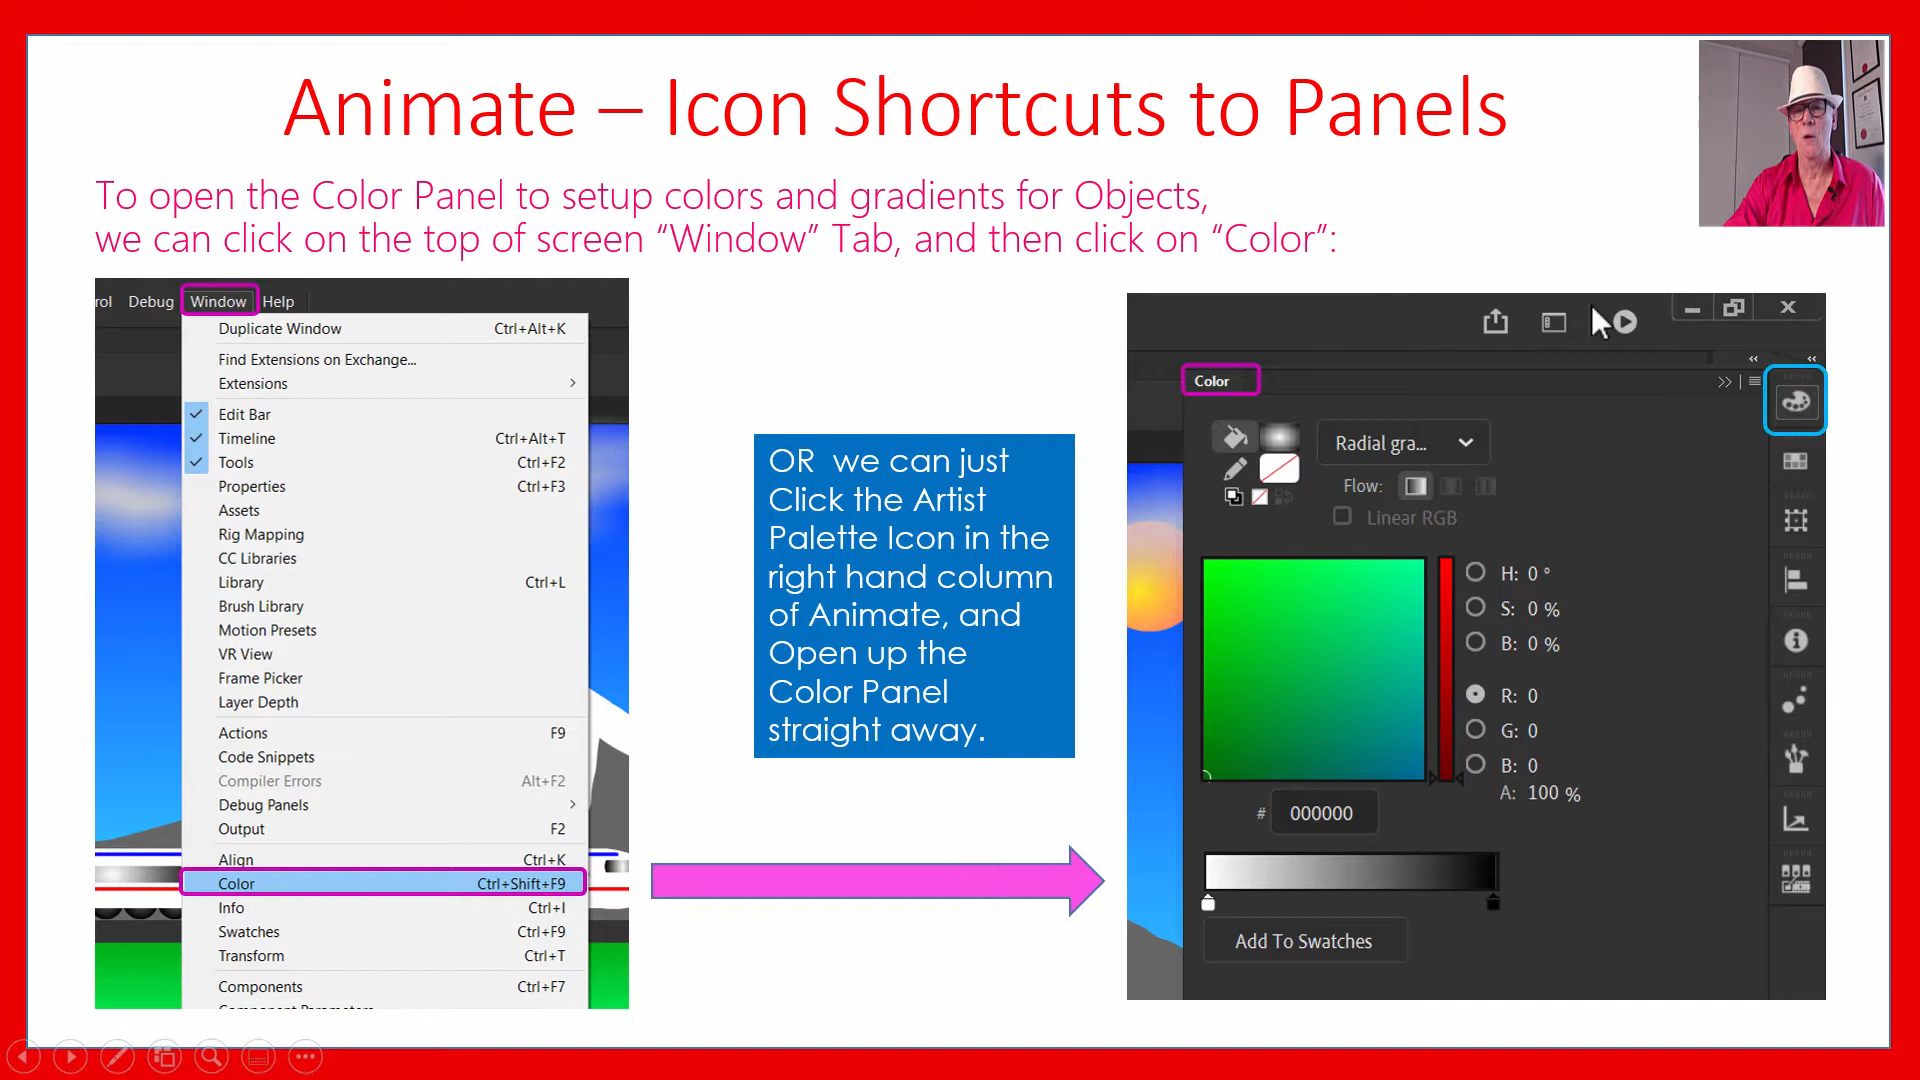 Animate – Icon Shortcuts to Panels
To open the Color Panel to setup colors and gradients for Objects,
we can click on the top of screen “Window” Tab, and then click on “Color”:
rol Debug Window Help
Duplicate Window Ctrl+Alt+K
Find Extensions on Exchange...
Extensions
Edit Bar
Timeline Ctrl+Alt+T
Tools Ctrl+F2
Properties Ctrl+F3
Assets
Rig Mapping
CC Libraries
Library Ctrl+L
Brush Library
Motion Presets
VR View
Frame Picker
Layer Depth
Actions F9
Code Snippets
Compiler Errors Alt+F2
Debug Panels
Output F2
Align Ctrl+K
Color Ctrl+Shift+F9
Info Ctrl+I
Swatches Ctrl+F9
Transform Ctrl+T
Components Ctrl+F7
OR we can just
Click the Artist
Palette Icon in the
right hand column
of Animate, and
Open up the
Color Panel
straight away.
Color
Radial gra...
Flow:
Linear RGB
H: 0 °
S: 0 %
B: 0 %
R: 0
G: 0
B: 0
A: 100 %
# 000000
Add To Swatches